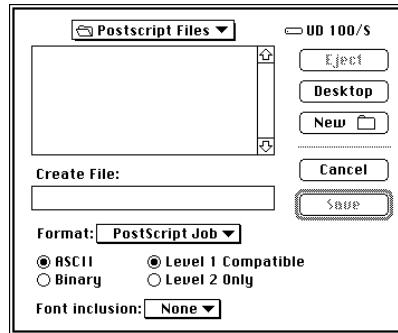 Postscript Files
UD 100/S
Eject
Desktop
New
Create File:
Cancel
Save
Format: PostScript Job
ASCII Level 1 Compatible
Binary Level 2 Only
Font inclusion: None